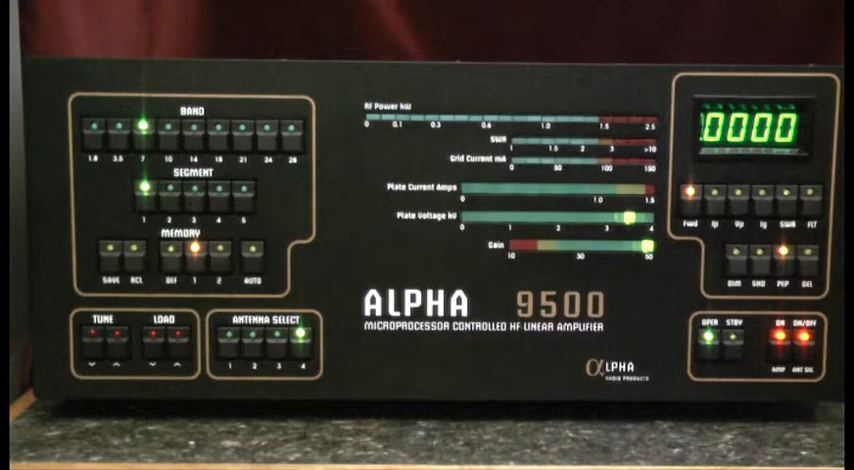 BAND
1.8 3.5 7 10 14 18 21 24 28
SEGMENT
1 2 3 4 5
MEMORY
SAVE RCL DEF 1 2 AUTO
TUNE LOAD
ANTENNA SELECT
1 2 3 4
RF Power kW
0 0.1 0.3 0.6 1.0 1.5 2.5
SWR
1 1.5 2 3 >10
Grid Current mA
0 50 100 150
Plate Current Amps
0 1.0 1.5
Plate Voltage kV
0 1 2 3 4
Gain
10 30 50
ALPHA 9500
MICROPROCESSOR CONTROLLED HF LINEAR AMPLIFIER
αLPHA
RADIO PRODUCTS
0000
Fwd Ip Vp Ig SWR FLT
DIM SND PEP DEL
OPER STBY ON ON/OFF
AMP ANT SEL